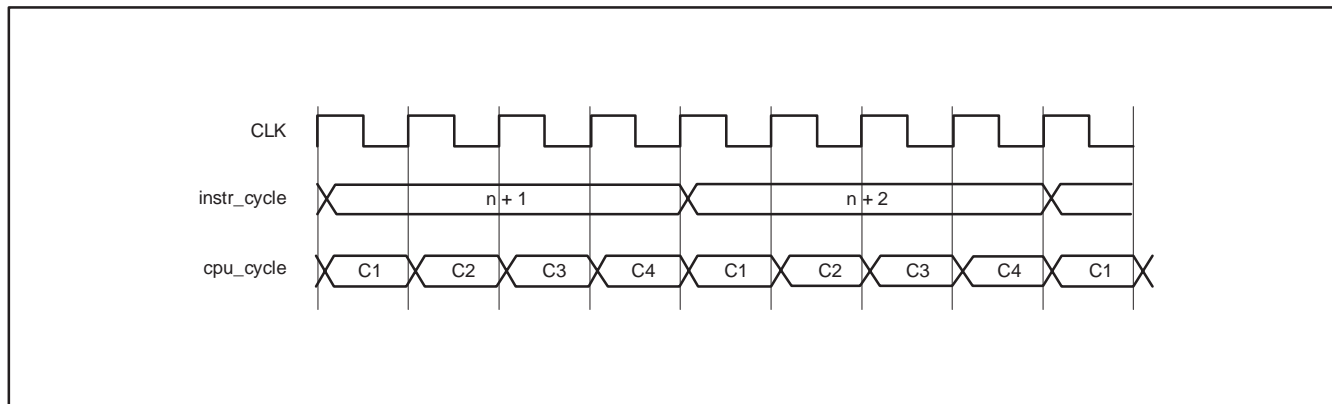 CLK
instr_cycle
n + 1
n + 2
cpu_cycle
C1
C2
C3
C4
C1
C2
C3
C4
C1